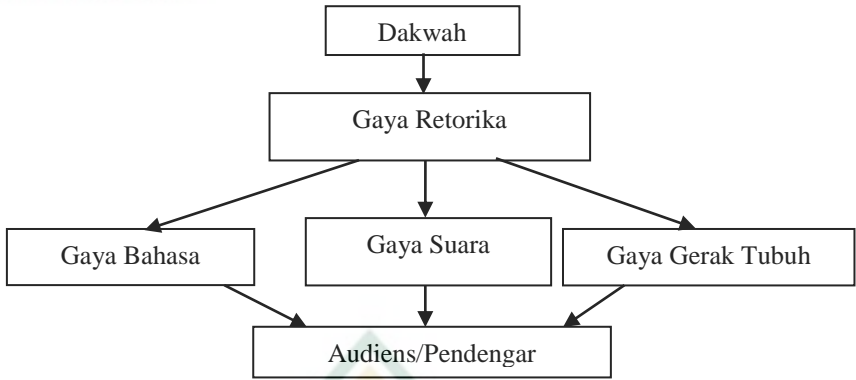 Dakwah
Gaya Retorika
Gaya Bahasa
Gaya Suara
Gaya Gerak Tubuh
Audiens/Pendengar